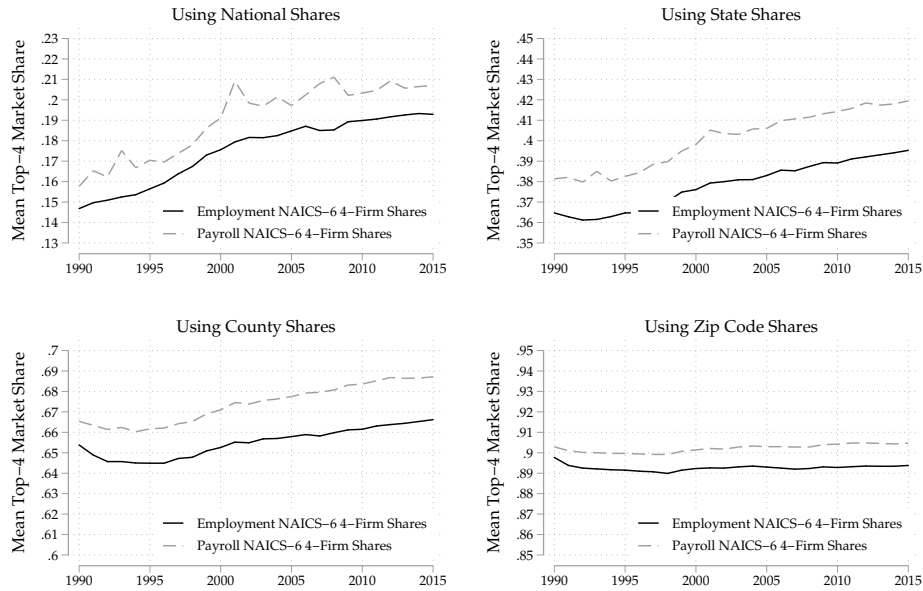 Using National Shares
Mean Top−4 Market Share
.23
.22
.21
.2
.19
.18
.17
.16
.15
.14
.13
Employment NAICS−6 4−Firm Shares
Payroll NAICS−6 4−Firm Shares
1990 1995 2000 2005 2010 2015
Using State Shares
Mean Top−4 Market Share
.45
.44
.43
.42
.41
.4
.39
.38
.37
.36
.35
Employment NAICS−6 4−Firm Shares
Payroll NAICS−6 4−Firm Shares
1990 1995 2000 2005 2010 2015
Using County Shares
Mean Top−4 Market Share
.7
.69
.68
.67
.66
.65
.64
.63
.62
.61
.6
Employment NAICS−6 4−Firm Shares
Payroll NAICS−6 4−Firm Shares
1990 1995 2000 2005 2010 2015
Using Zip Code Shares
Mean Top−4 Market Share
.95
.94
.93
.92
.91
.9
.89
.88
.87
.86
.85
Employment NAICS−6 4−Firm Shares
Payroll NAICS−6 4−Firm Shares
1990 1995 2000 2005 2010 2015